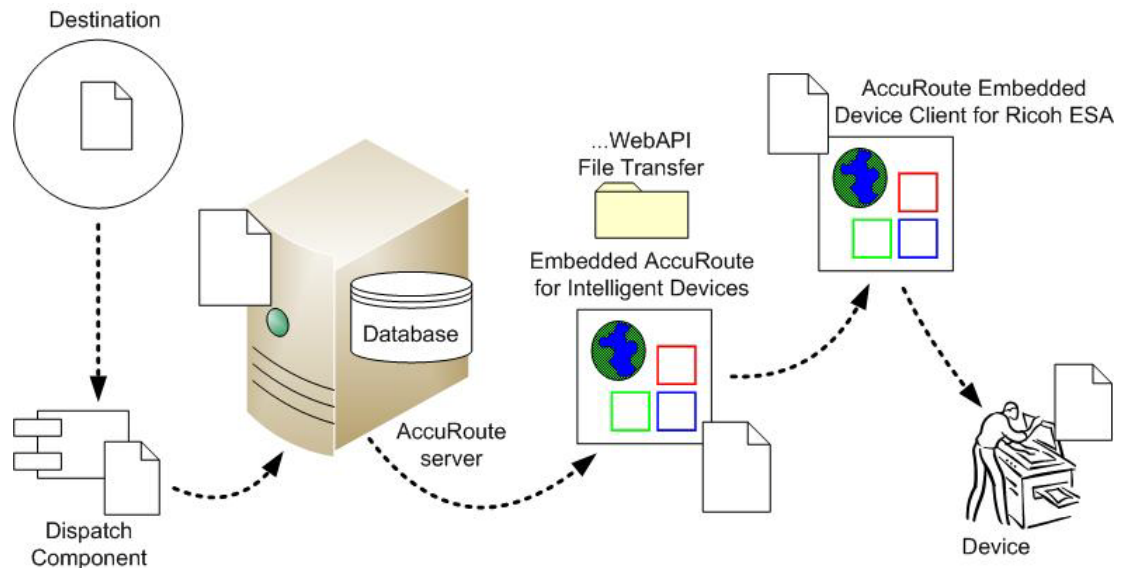 Destination
AccuRoute Embedded
Device Client for Ricoh ESA
...WebAPI
File Transfer
Embedded AccuRoute
for Intelligent Devices
Database
AccuRoute
server
Dispatch
Component
Device